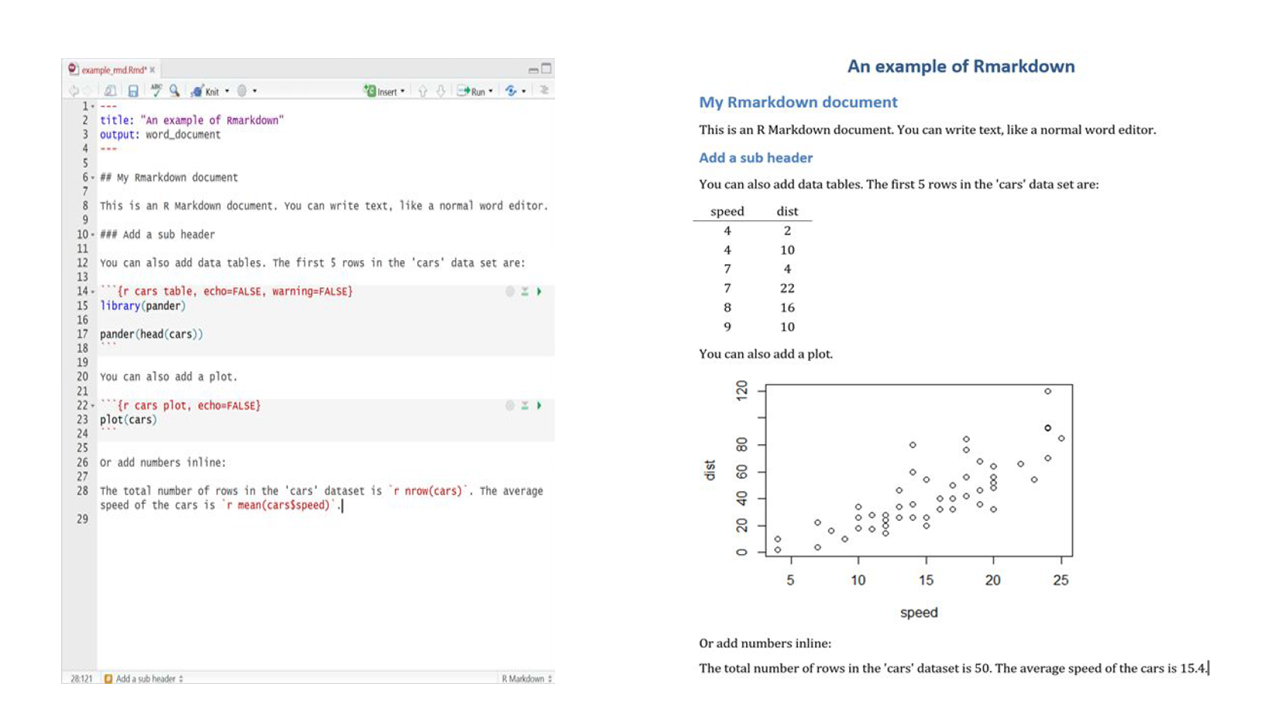 example_rmd.Rmd*
ABC
Knit
Insert
Run
1 ---
2 title: "An example of Rmarkdown"
3 output: word_document
4 ---
5
6 ## My Rmarkdown document
7
8 This is an R Markdown document. You can write text, like a normal word editor.
9
10 ### Add a sub header
11
12 You can also add data tables. The first 5 rows in the 'cars' data set are:
13
14 ```{r cars table, echo=FALSE, warning=FALSE}
15 library(pander)
16
17 pander(head(cars))
18 ```
19
20 You can also add a plot.
21
22 ```{r cars plot, echo=FALSE}
23 plot(cars)
24 ```
25
26 Or add numbers inline:
27
28 The total number of rows in the 'cars' dataset is `r nrow(cars)`. The average
speed of the cars is `r mean(cars$speed)`.
29
28:121 # Add a sub header
R Markdown
An example of Rmarkdown
My Rmarkdown document
This is an R Markdown document. You can write text, like a normal word editor.
Add a sub header
You can also add data tables. The first 5 rows in the 'cars' data set are:
speed dist
4 2
4 10
7 4
7 22
8 16
9 10
You can also add a plot.
120
80
60
40
20
0
dist
5 10 15 20 25
speed
Or add numbers inline:
The total number of rows in the 'cars' dataset is 50. The average speed of the cars is 15.4.